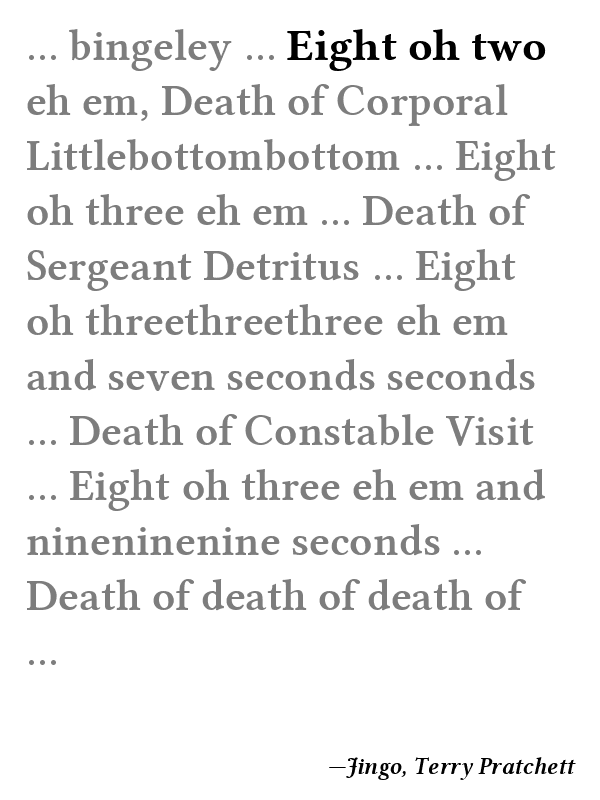 ... bingeley ... Eight oh two
eh em, Death of Corporal
Littlebottombottom ... Eight
oh three eh em ... Death of
Sergeant Detritus ... Eight
oh threethreethree eh em
and seven seconds seconds
... Death of Constable Visit
... Eight oh three eh em and
nineninenine seconds ...
Death of death of death of
...
—Jingo, Terry Pratchett